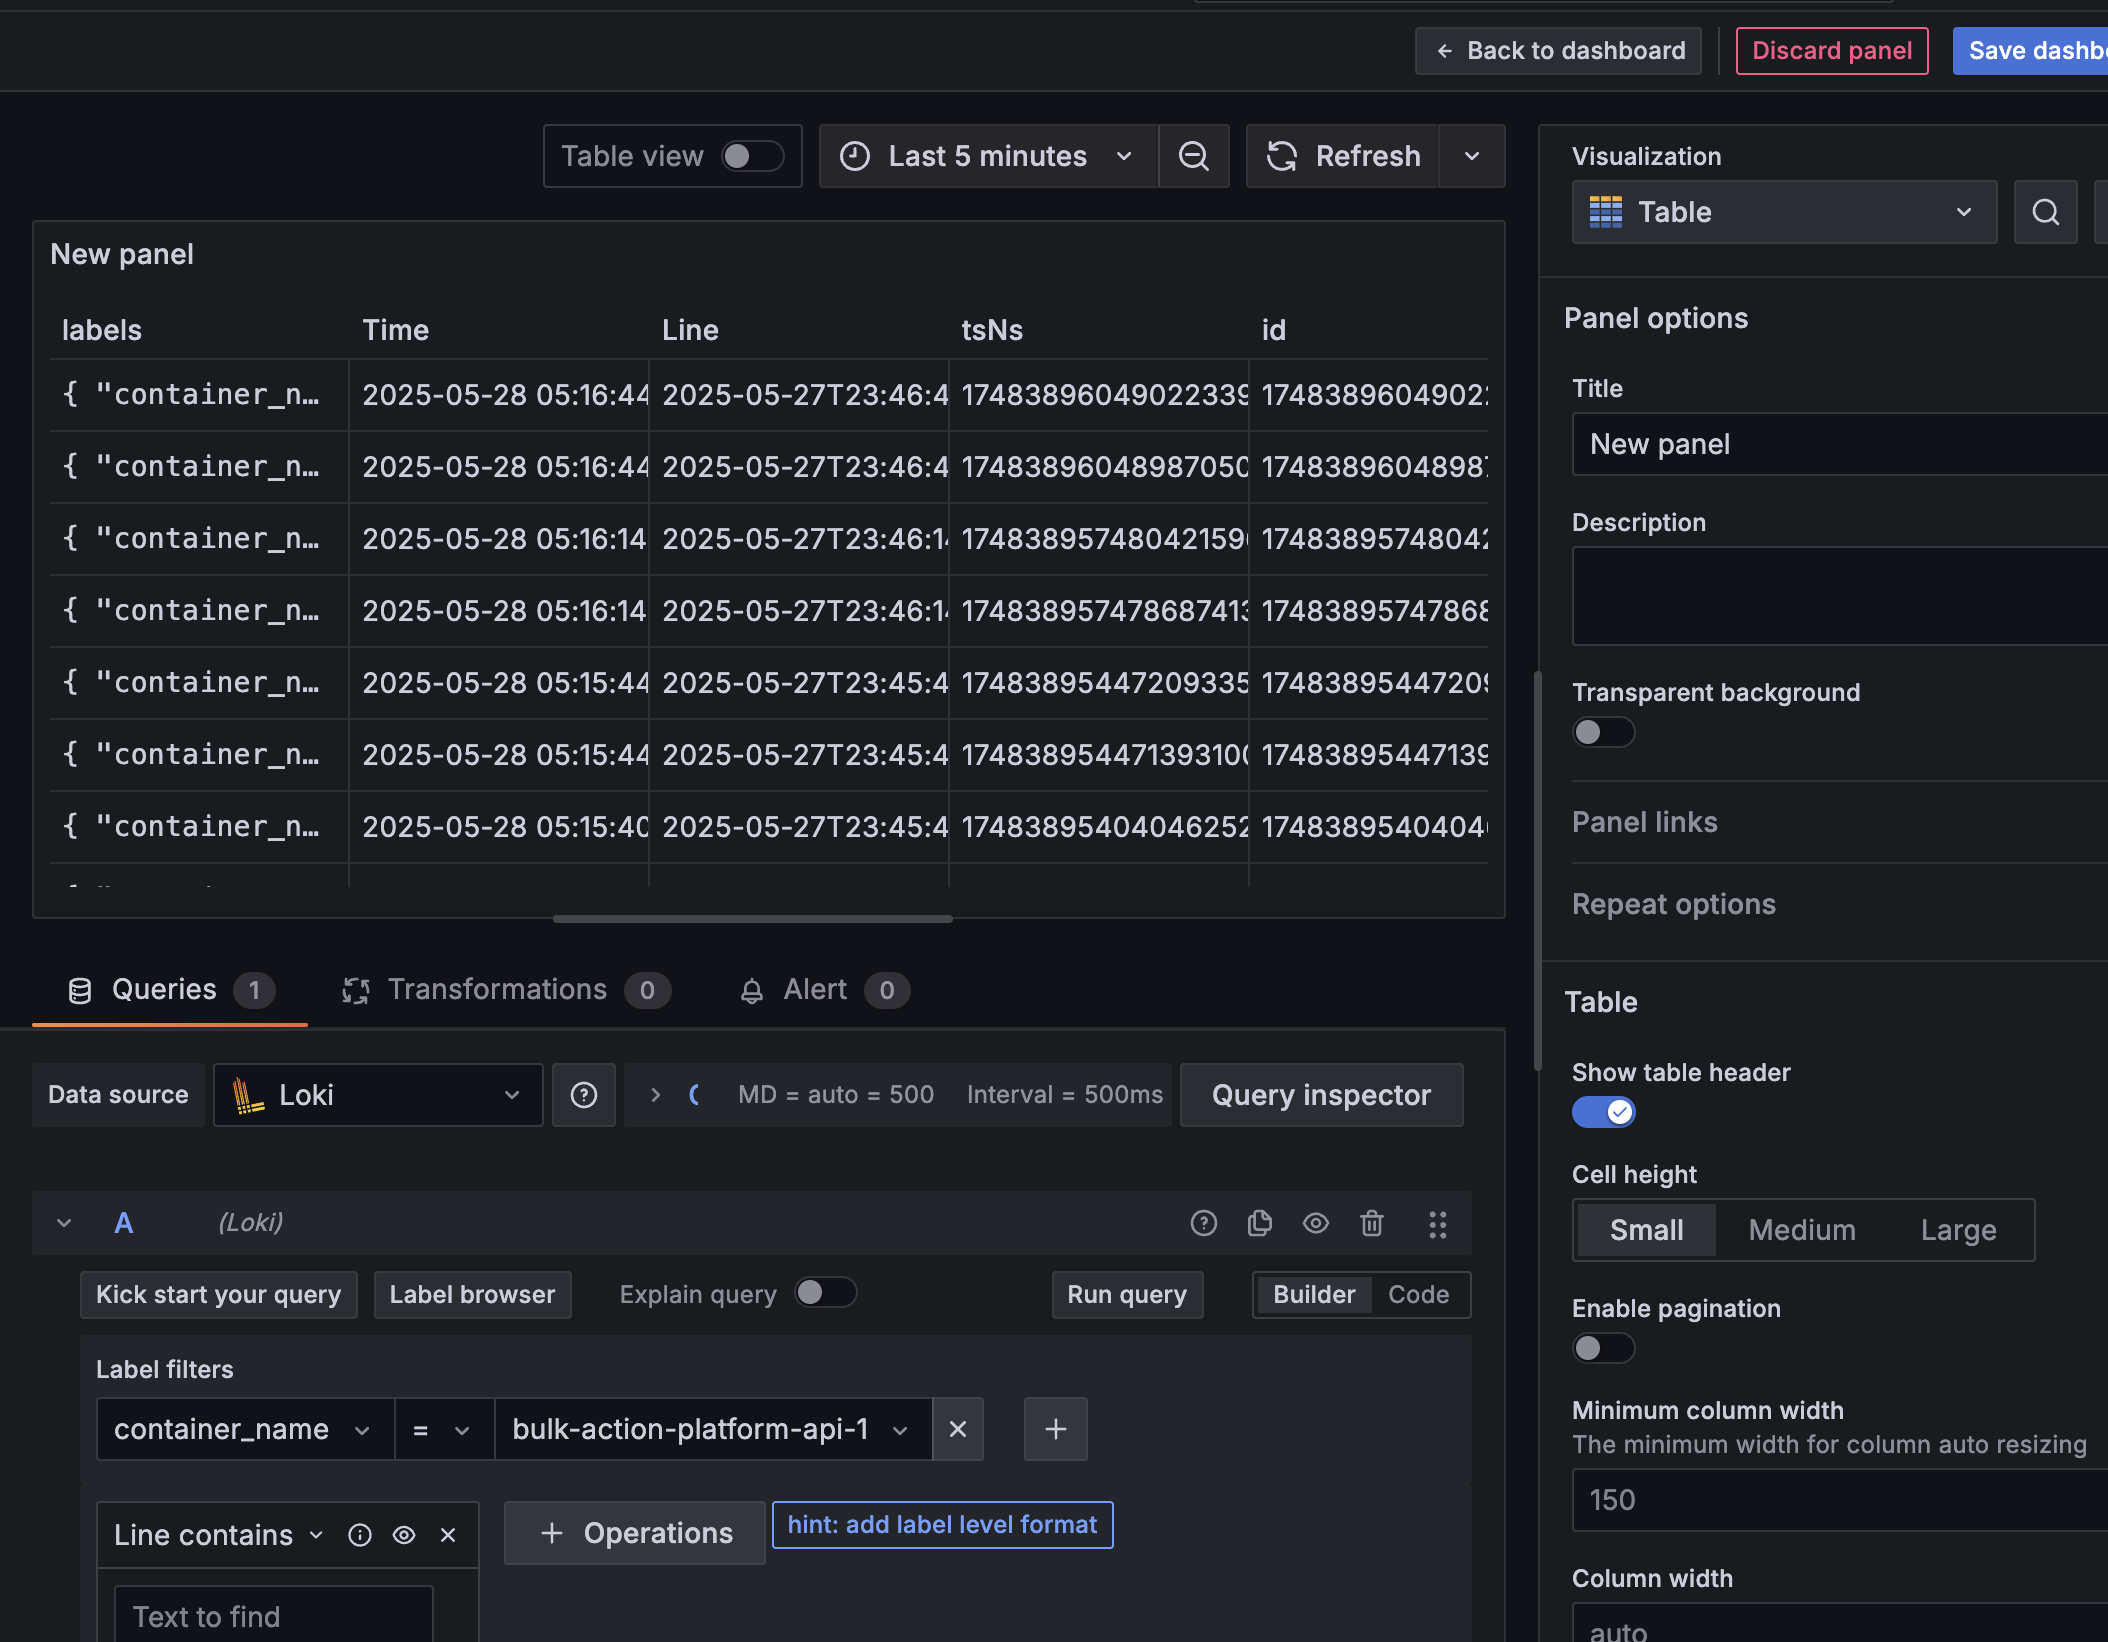 ← Back to dashboard
Discard panel
Save dashb
Table view
Last 5 minutes
Refresh
New panel
labels Time Line tsNs id
{ "container_n… 2025-05-28 05:16:44 2025-05-27T23:46:4 17483896049022339 17483896049022
{ "container_n… 2025-05-28 05:16:44 2025-05-27T23:46:4 17483896048987050 17483896048987
{ "container_n… 2025-05-28 05:16:14 2025-05-27T23:46:14 17483895748042159 17483895748042
{ "container_n… 2025-05-28 05:16:14 2025-05-27T23:46:14 17483895747868741 17483895747868
{ "container_n… 2025-05-28 05:15:44 2025-05-27T23:45:4 17483895447209335 17483895447209
{ "container_n… 2025-05-28 05:15:44 2025-05-27T23:45:4 174838954471393100 17483895447139
{ "container_n… 2025-05-28 05:15:40 2025-05-27T23:45:4 17483895404046252 1748389540404
Queries 1
Transformations 0
Alert 0
Data source
Loki
MD = auto = 500 Interval = 500ms
Query inspector
A (Loki)
Kick start your query
Label browser
Explain query
Run query
Builder Code
Label filters
container_name = bulk-action-platform-api-1 × +
Line contains
+ Operations
hint: add label level format
Text to find
Visualization
Table
Panel options
Title
New panel
Description
Transparent background
Panel links
Repeat options
Table
Show table header
Cell height
Small Medium Large
Enable pagination
Minimum column width
The minimum width for column auto resizing
150
Column width
auto